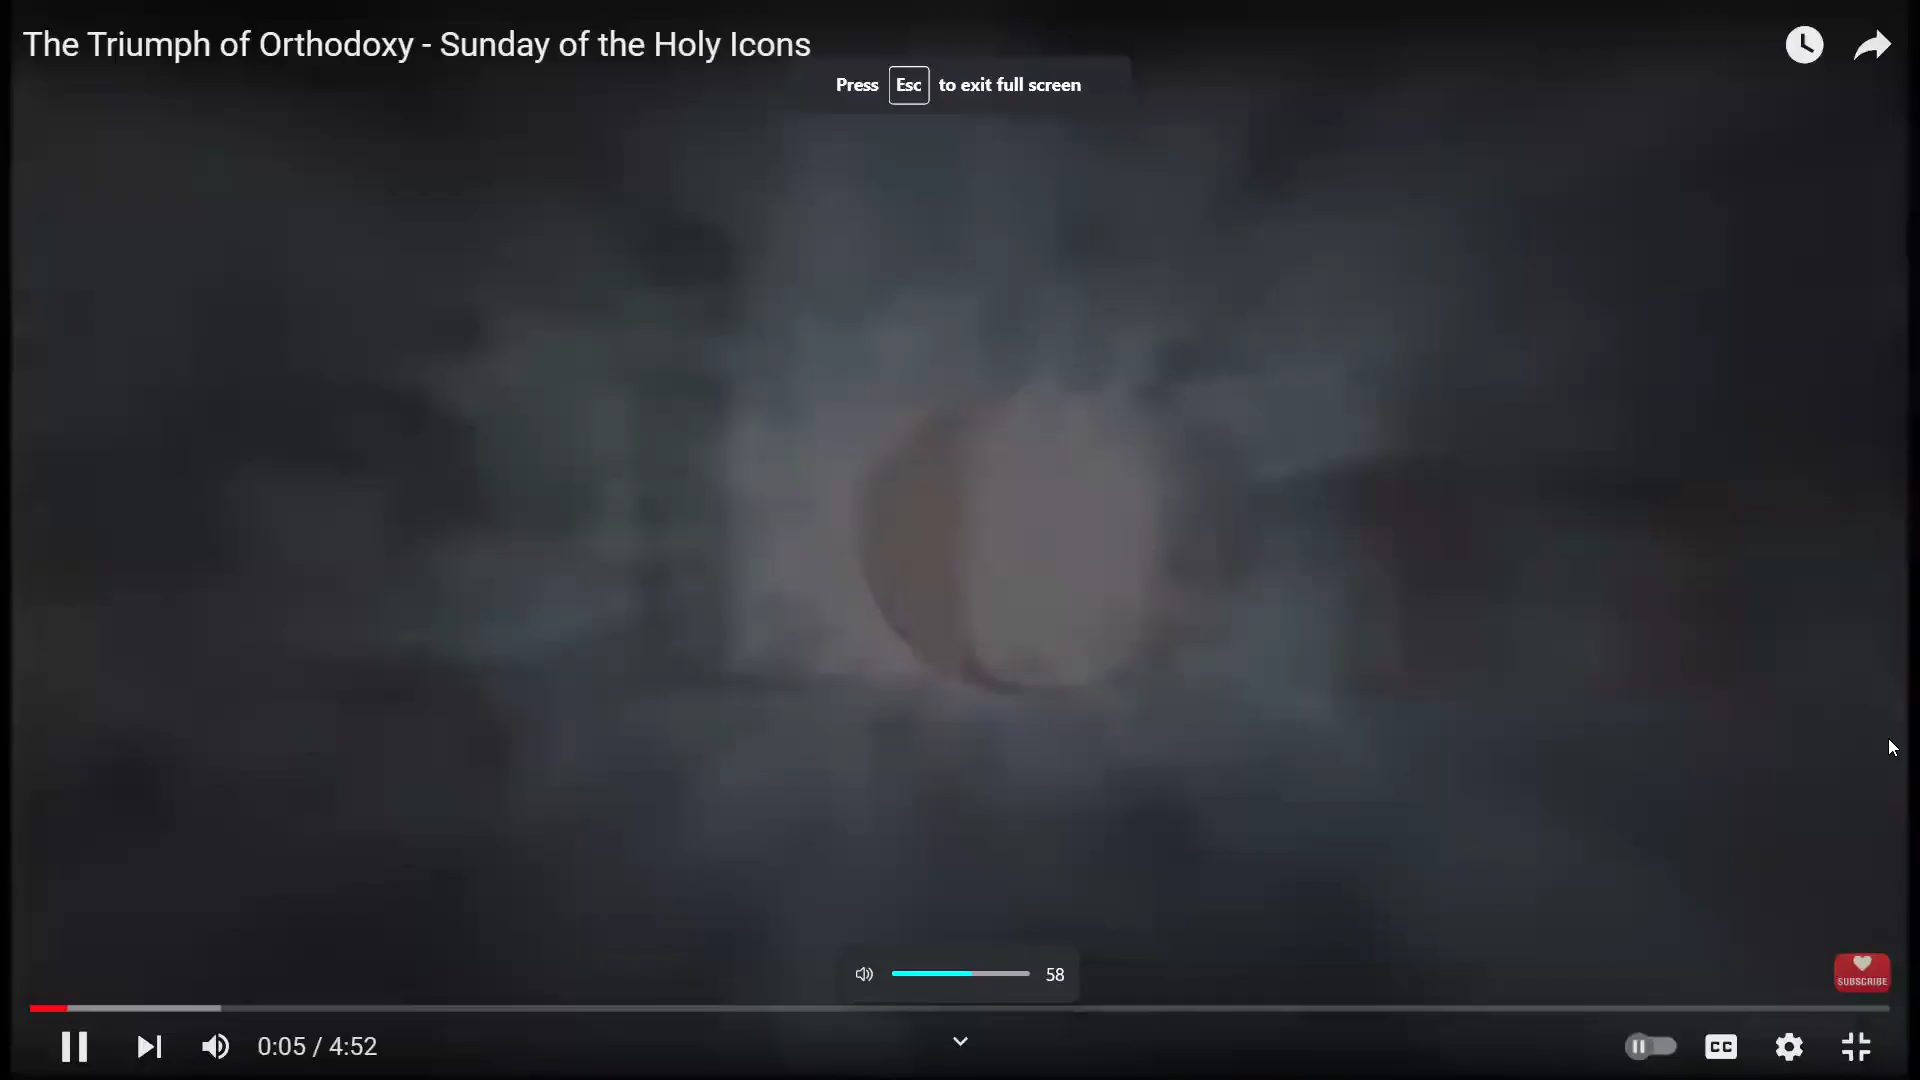 The Triumph of Orthodoxy - Sunday of the Holy Icons
Press Esc to exit full screen
58
SUBSCRIBE
0:05 / 4:52
CC